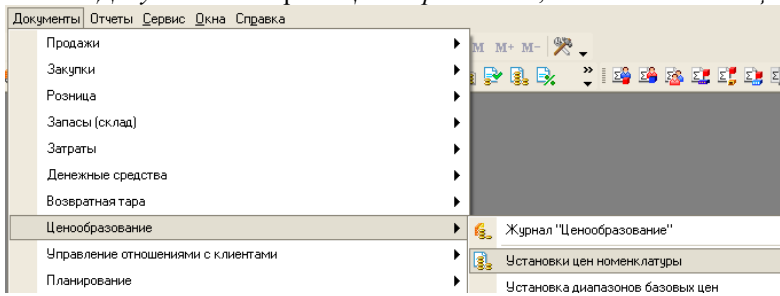 Документы Отчеты Сервис Окна Справка
Продажи
М М+ М-
Закупки
Розница
Запасы (склад)
Затраты
Денежные средства
Возвратная тара
Ценообразование
Журнал "Ценообразование"
Управление отношениями с клиентами
Установки цен номенклатуры
Планирование
Установка диапазонов базовых цен